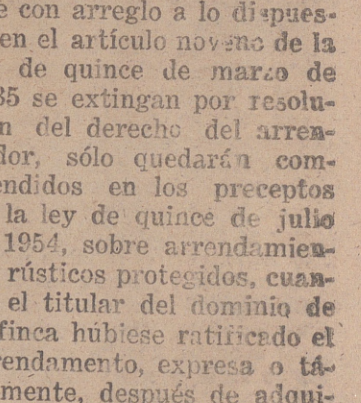 e con arreglo a lo dispues-
en el artículo noveno de la
de quince de marzo de
35 se extingan por resolu-
n del derecho del arren-
dor, sólo quedarán com-
endidos en los preceptos
la ley de quince de julio
1954, sobre arrendamien-
rústicos protegidos, cuan-
el titular del dominio de
finca húbiese ratificado el
rendamento, expresa o tá-
mente, después de adqui-